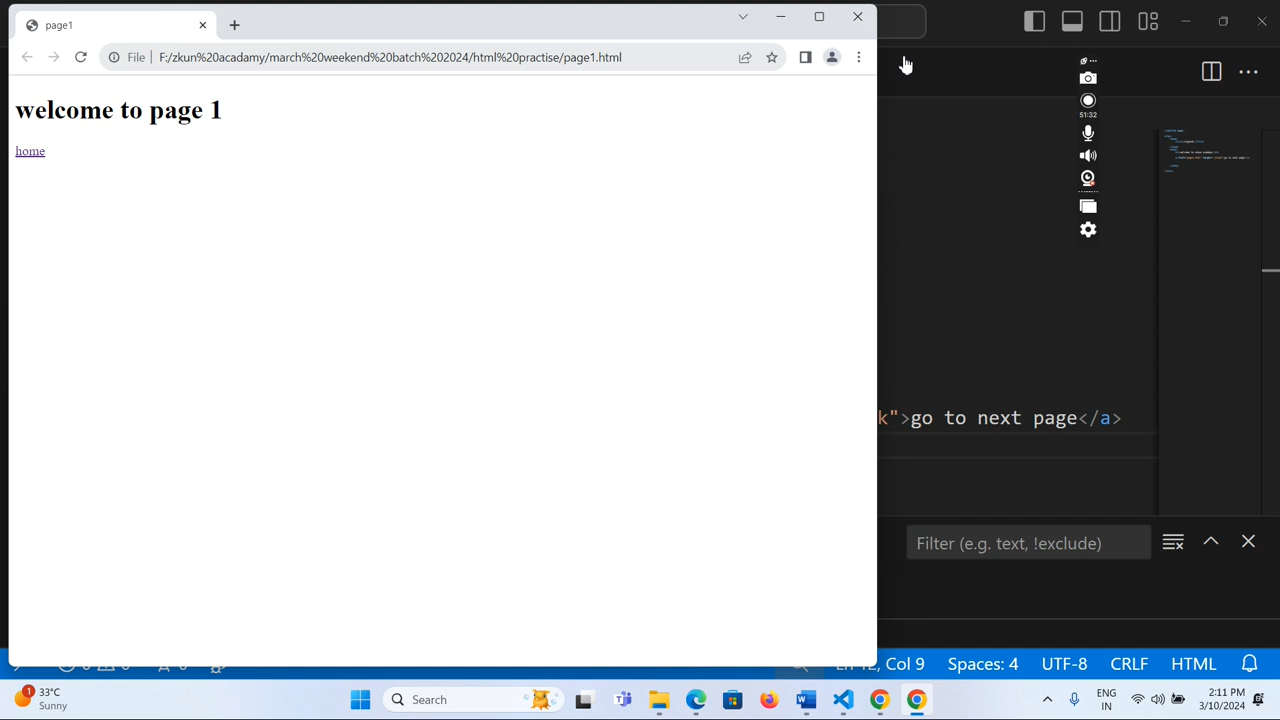 page1
File
F:/zkun%20acadamy/march%20weekend%20batch%202024/html%20practise/page1.html
welcome to page 1
home
51:32
k">go to next page</a>
Filter (e.g. text, !exclude)
Ln 12, Col 9
Spaces: 4
UTF-8
CRLF
HTML
1
33°C
Sunny
Search
ENG
IN
2:11 PM
3/10/2024